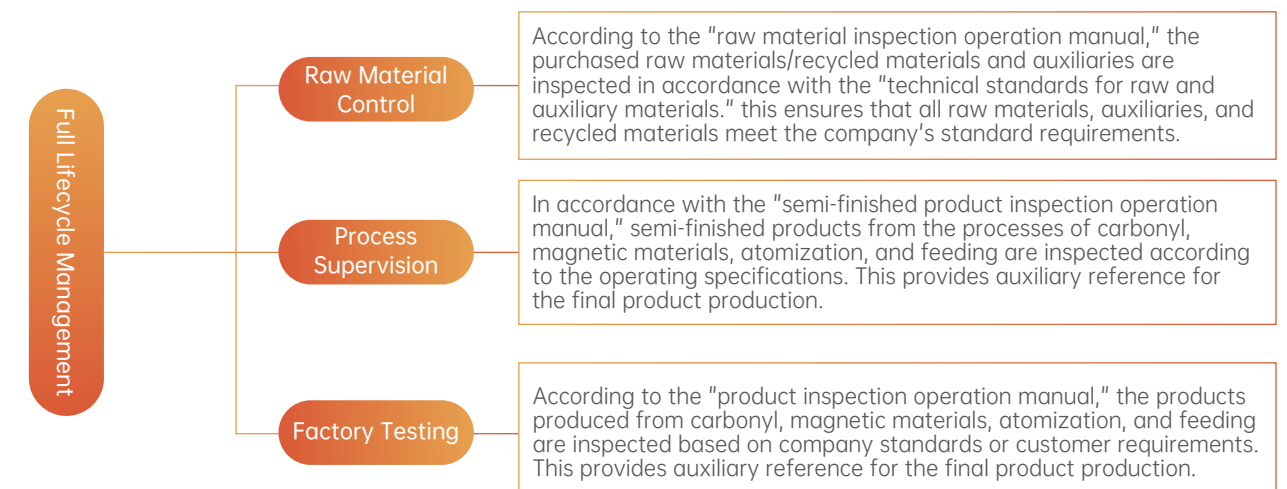 Full Lifecycle Management
Raw Material
Control
According to the "raw material inspection operation manual," the
purchased raw materials/recycled materials and auxiliaries are
inspected in accordance with the "technical standards for raw and
auxiliary materials." this ensures that all raw materials, auxiliaries, and
recycled materials meet the company's standard requirements.
Process
Supervision
In accordance with the "semi-finished product inspection operation
manual," semi-finished products from the processes of carbonyl,
magnetic materials, atomization, and feeding are inspected according
to the operating specifications. This provides auxiliary reference for
the final product production.
Factory Testing
According to the "product inspection operation manual," the products
produced from carbonyl, magnetic materials, atomization, and feeding
are inspected based on company standards or customer requirements.
This provides auxiliary reference for the final product production.